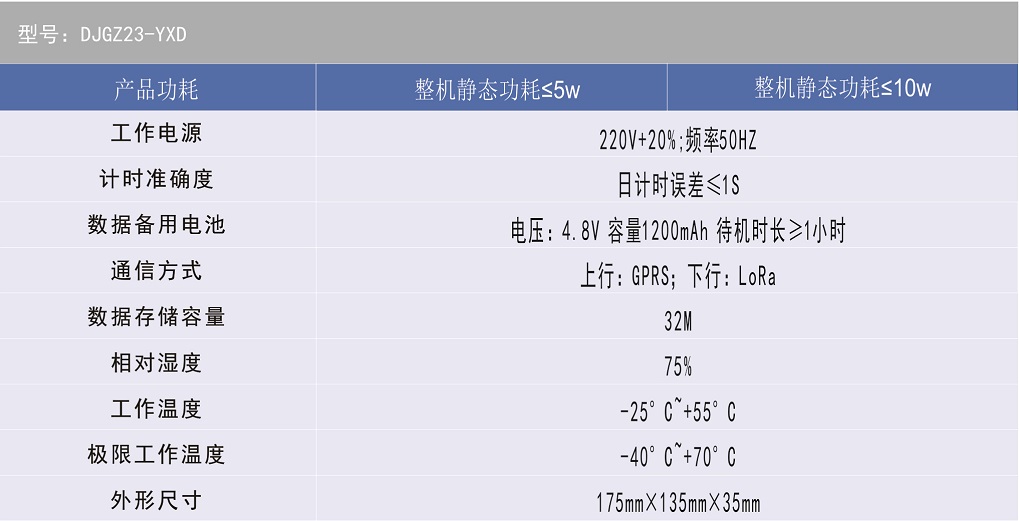 型号：DJGZ23-YXD
产品功耗 整机静态功耗≤5w 整机静态功耗≤10w
工作电源 220V+20%;频率50HZ
计时准确度 日计时误差≤1S
数据备用电池 电压：4.8V 容量1200mAh 待机时长≥1小时
通信方式 上行：GPRS；下行：LoRa
数据存储容量 32M
相对湿度 75%
工作温度 -25°C~+55°C
极限工作温度 -40°C~+70°C
外形尺寸 175mm×135mm×35mm